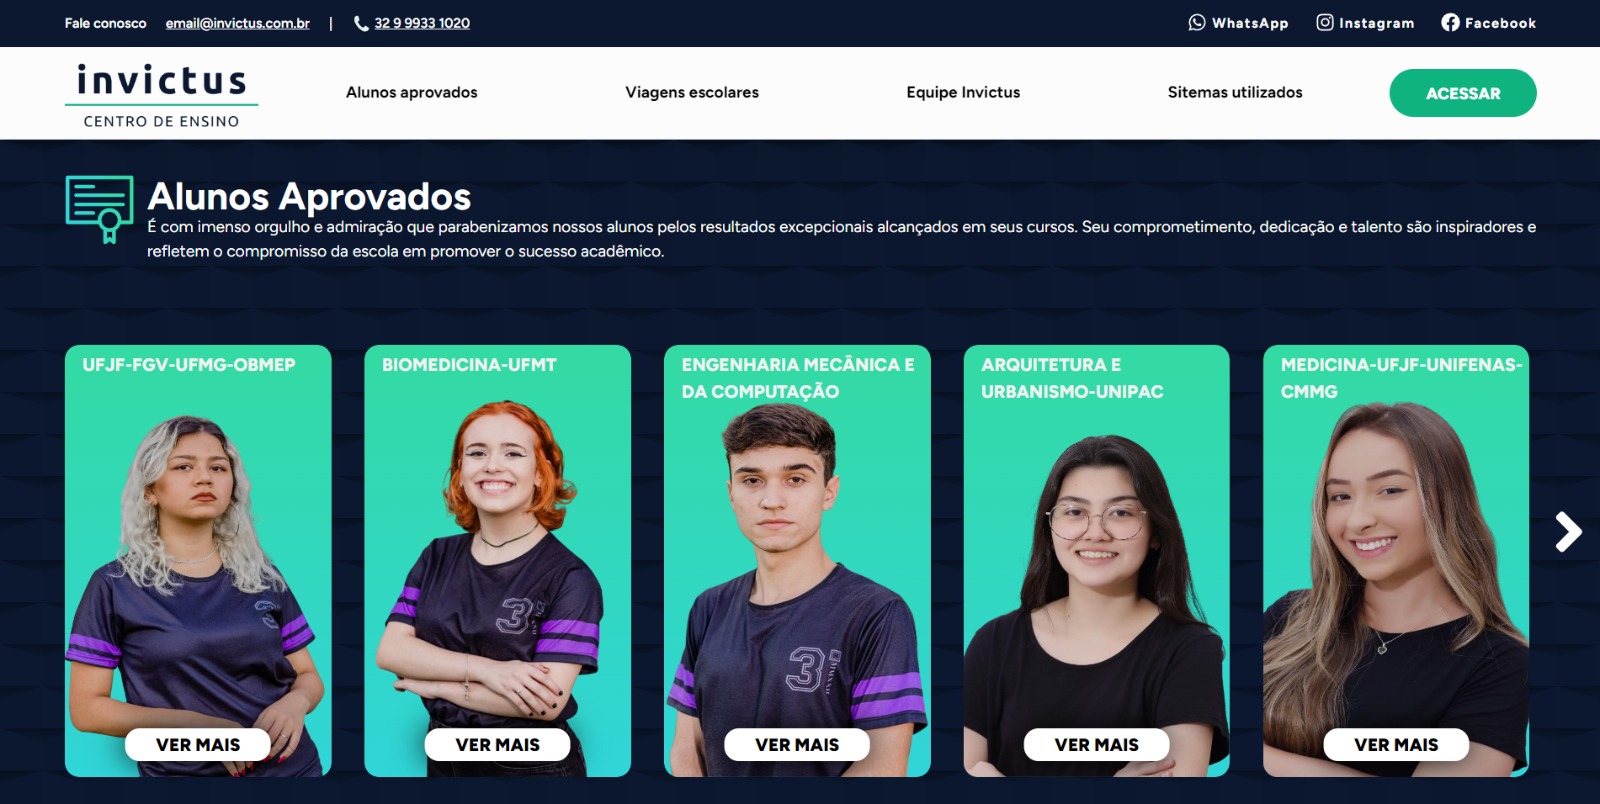 Fale conosco email@invictus.com.br | 32 9 9933 1020 WhatsApp Instagram Facebook
invictus
CENTRO DE ENSINO
Alunos aprovados Viagens escolares Equipe Invictus Sitemas utilizados ACESSAR
Alunos Aprovados
É com imenso orgulho e admiração que parabenizamos nossos alunos pelos resultados excepcionais alcançados em seus cursos. Seu comprometimento, dedicação e talento são inspiradores e
refletem o compromisso da escola em promover o sucesso acadêmico.
UFJF-FGV-UFMG-OBMEP
BIOMEDICINA-UFMT
ENGENHARIA MECÂNICA E
DA COMPUTAÇÃO
ARQUITETURA E
URBANISMO-UNIPAC
MEDICINA-UFJF-UNIFENAS-
CMMG
3
3
3
VER MAIS VER MAIS VER MAIS VER MAIS VER MAIS